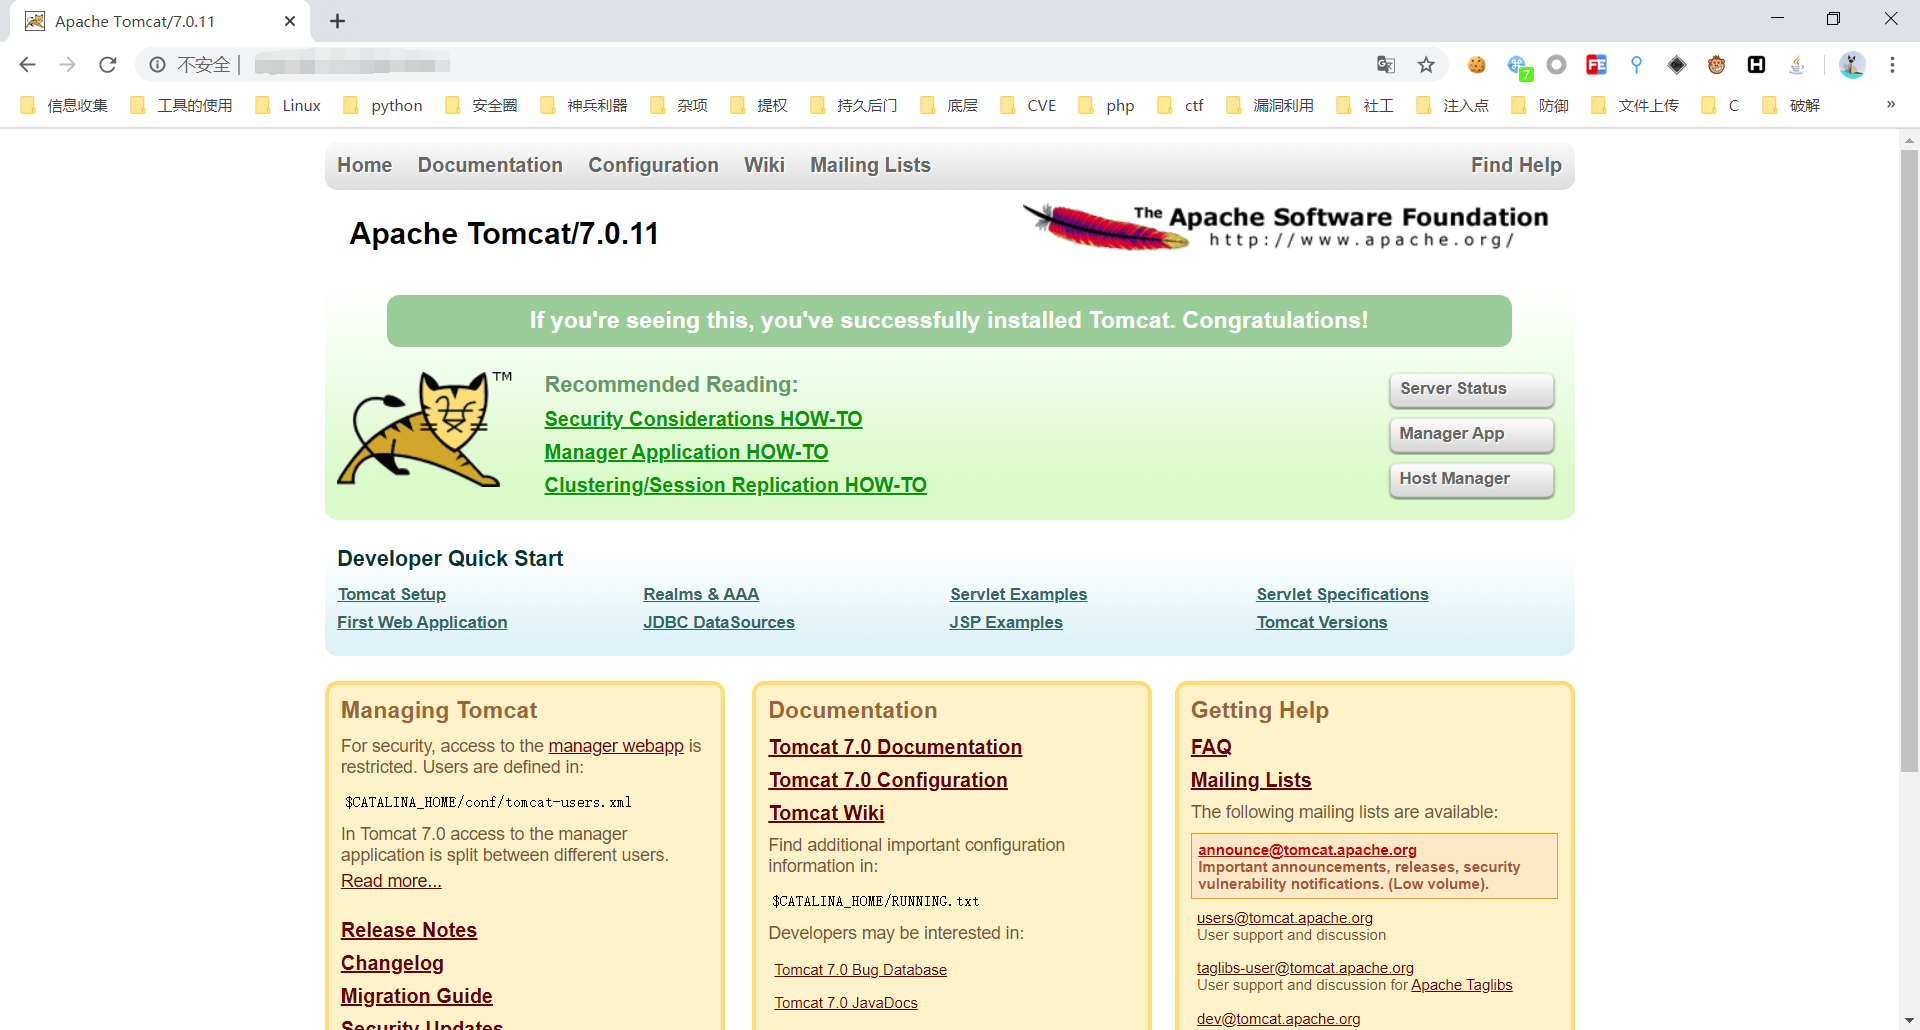 Apache Tomcat/7.0.11
不安全
7
信息收集 工具的使用 Linux python 安全圈 神兵利器 杂项 提权 持久后门 底层 CVE php ctf 漏洞利用 社工 注入点 防御 文件上传 C 破解 »
Home Documentation Configuration Wiki Mailing Lists Find Help
Apache Tomcat/7.0.11
The Apache Software Foundation
http://www.apache.org/
If you're seeing this, you've successfully installed Tomcat. Congratulations!
TM
Recommended Reading:
Security Considerations HOW-TO
Manager Application HOW-TO
Clustering/Session Replication HOW-TO
Server Status
Manager App
Host Manager
Developer Quick Start
Tomcat Setup Realms & AAA Servlet Examples Servlet Specifications
First Web Application JDBC DataSources JSP Examples Tomcat Versions
Managing Tomcat
For security, access to the manager webapp is
restricted. Users are defined in:
$CATALINA_HOME/conf/tomcat-users.xml
In Tomcat 7.0 access to the manager
application is split between different users.
Read more...
Release Notes
Changelog
Migration Guide
Security Updates
Documentation
Tomcat 7.0 Documentation
Tomcat 7.0 Configuration
Tomcat Wiki
Find additional important configuration
information in:
$CATALINA_HOME/RUNNING.txt
Developers may be interested in:
Tomcat 7.0 Bug Database
Tomcat 7.0 JavaDocs
Getting Help
FAQ
Mailing Lists
The following mailing lists are available:
announce@tomcat.apache.org
Important announcements, releases, security
vulnerability notifications. (Low volume).
users@tomcat.apache.org
User support and discussion
taglibs-user@tomcat.apache.org
User support and discussion for Apache Taglibs
dev@tomcat.apache.org